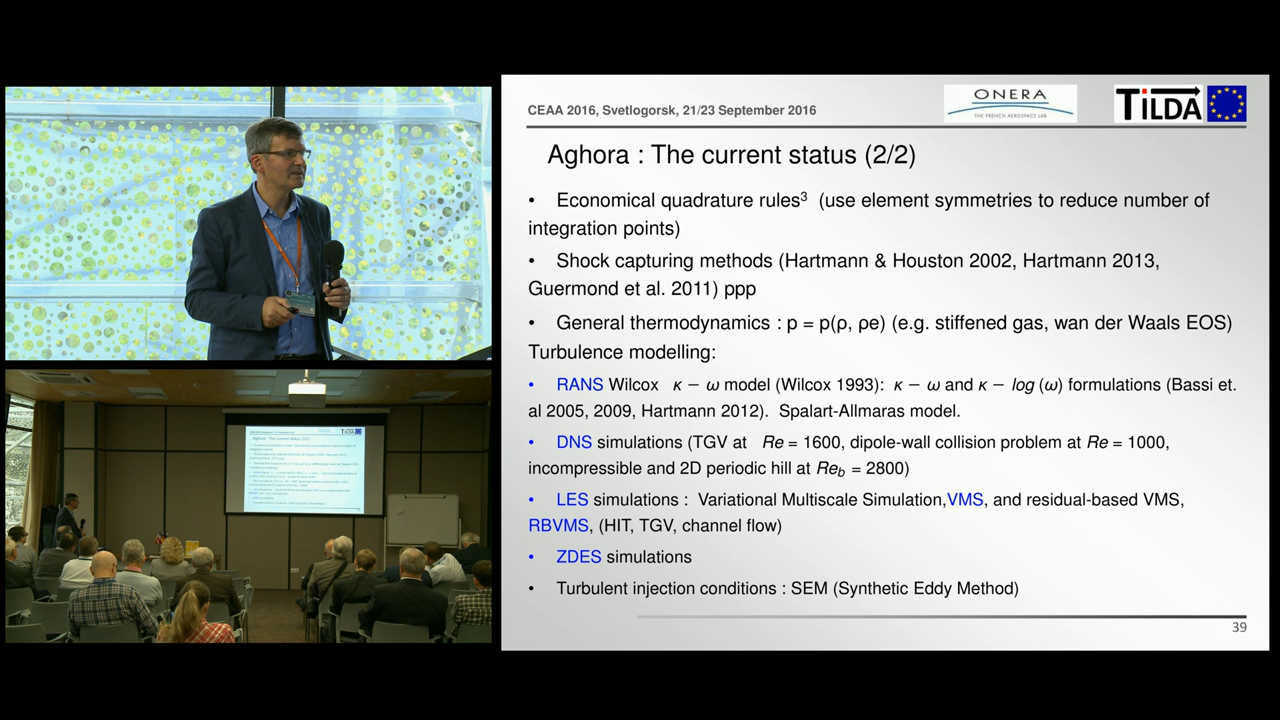 CEAA 2016, Svetlogorsk, 21/23 September 2016
ONERA
THE FRENCH AEROSPACE LAB
TILDA
Aghora : The current status (2/2)
• Economical quadrature rules³ (use element symmetries to reduce number of
integration points)
• Shock capturing methods (Hartmann & Houston 2002, Hartmann 2013,
Guermond et al. 2011) ppp
• General thermodynamics : p = p(ρ, ρe) (e.g. stiffened gas, wan der Waals EOS)
Turbulence modelling:
• RANS Wilcox κ − ω model (Wilcox 1993): κ − ω and κ − log (ω) formulations (Bassi et.
al 2005, 2009, Hartmann 2012). Spalart-Allmaras model.
• DNS simulations (TGV at Re = 1600, dipole-wall collision problem at Re = 1000,
incompressible and 2D periodic hill at Re_b = 2800)
• LES simulations : Variational Multiscale Simulation,VMS, and residual-based VMS,
RBVMS, (HIT, TGV, channel flow)
• ZDES simulations
• Turbulent injection conditions : SEM (Synthetic Eddy Method)
39
Aghora : The current status (2/2)